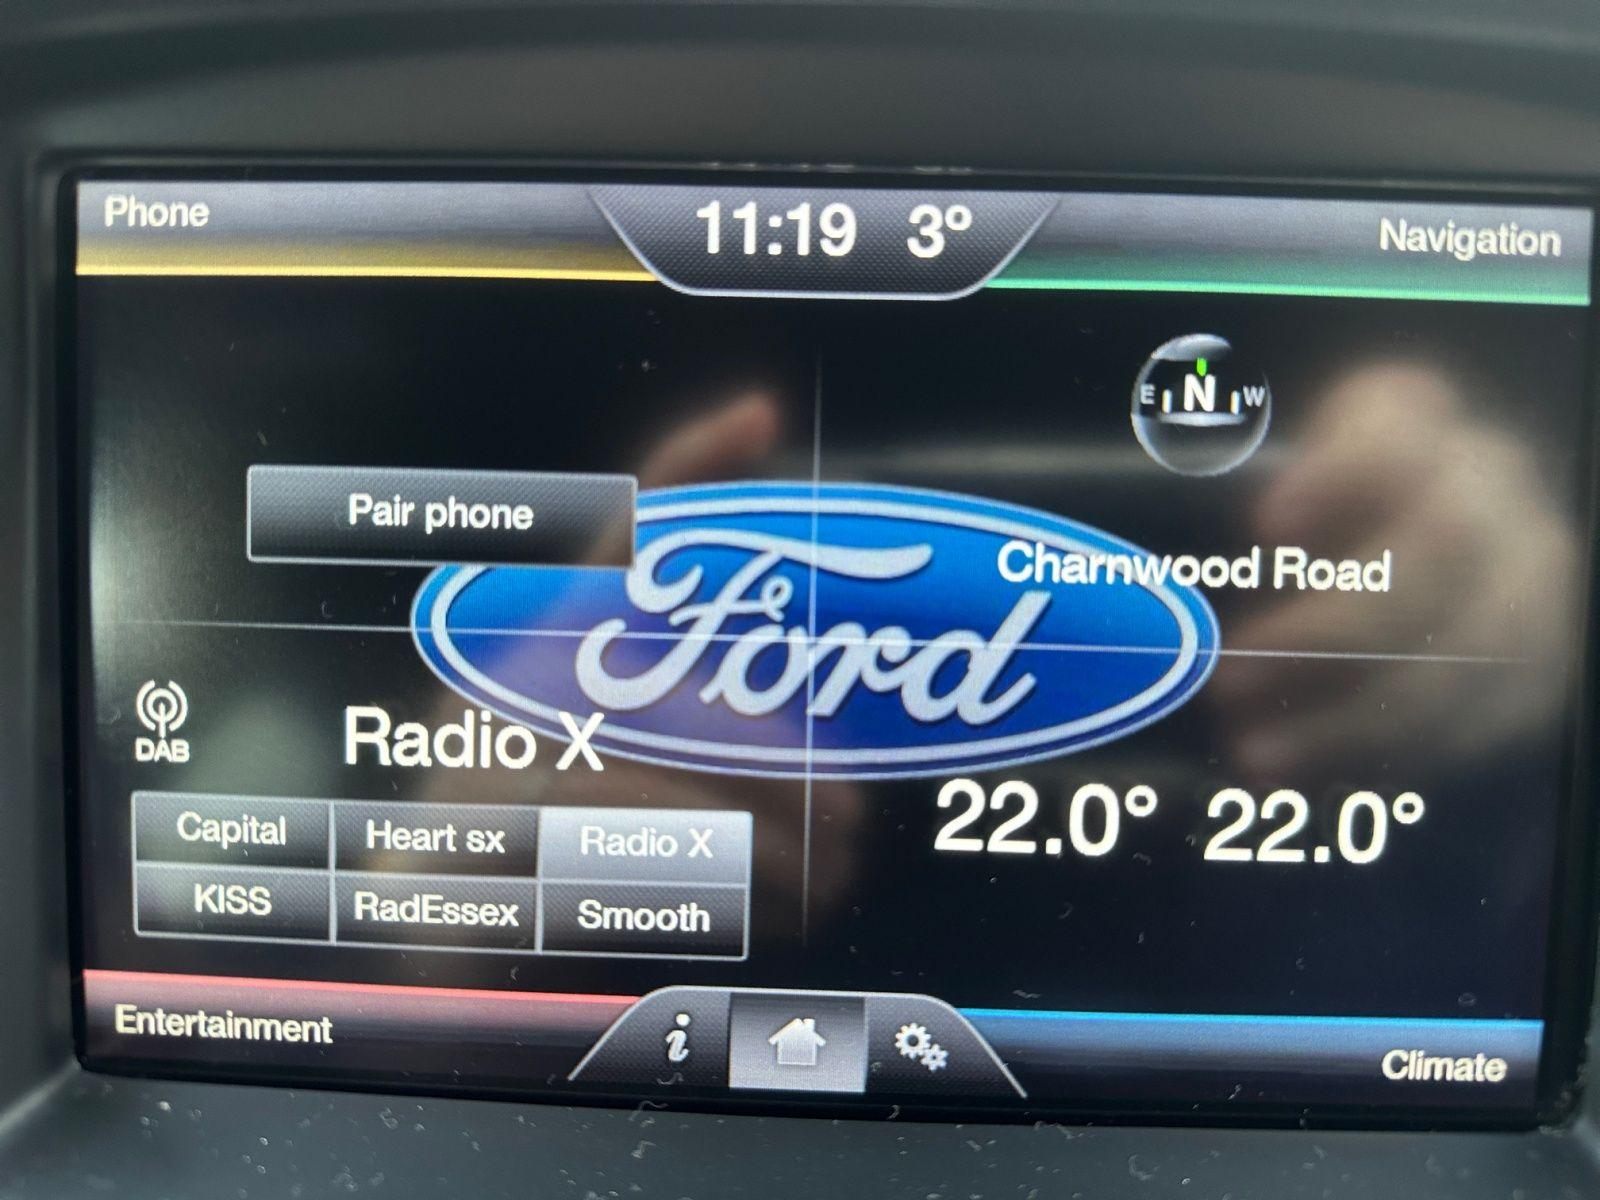 Phone
11:19 3°
Navigation
E N W
Pair phone
Ford
Charnwood Road
DAB
Radio X
22.0° 22.0°
Capital Heart sx Radio X
KISS RadEssex Smooth
Entertainment
i
Climate